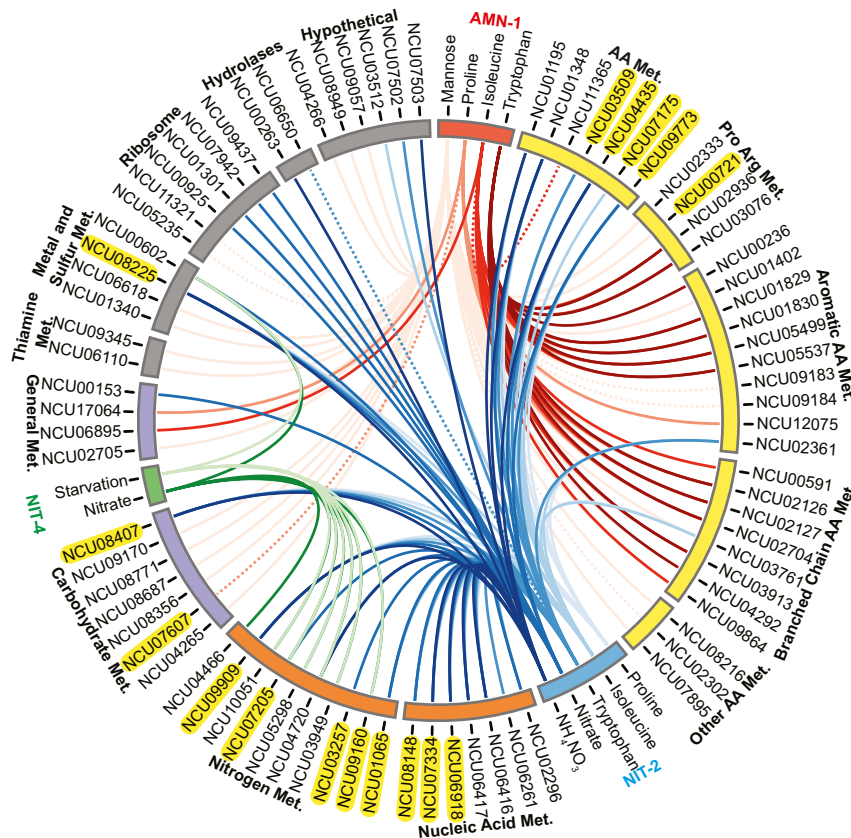 AMN-1
Mannose
Proline
Isoleucine
Tryptophan
AA Met.
NCU01195
NCU01348
NCU11365
NCU03509
NCU04435
NCU07175
NCU09773
Pro Arg Met.
NCU02333
NCU00721
NCU02936
NCU03076
Aromatic AA Met.
NCU00236
NCU01402
NCU01829
NCU01830
NCU05499
NCU05537
NCU09183
NCU09184
NCU12075
NCU02361
Branched Chain AA Met.
NCU00591
NCU02126
NCU02127
NCU02704
NCU03761
NCU03913
NCU04292
NCU09864
Other AA Met.
NCU08216
NCU02302
NCU07895
NIT-2
Proline
Isoleucine
Tryptophan
Nitrate
NH₄NO₃
Nucleic Acid Met.
NCU02296
NCU06261
NCU06416
NCU06417
NCU06918
NCU07334
NCU08148
Nitrogen Met.
NCU01065
NCU09160
NCU03257
NCU03949
NCU04720
NCU05298
NCU07205
NCU1005
NCU09909
NCU04466
Carbohydrate Met.
NCU04265
NCU07607
NCU08356
NCU08687
NCU08771
NCU09170
NCU08407
NIT-4
Nitrate
Starvation
General Met.
NCU02705
NCU06895
NCU17064
NCU00153
Thiamine
Met.
NCU06110
NCU09345
Metal and
Sulfur Met.
NCU01340
NCU06618
NCU08225
NCU00602
Ribosome
NCU05235
NCU11321
NCU00925
NCU01301
NCU07942
NCU09437
Hydrolases
NCU00263
NCU06650
Hypothetical
NCU04266
NCU08949
NCU09057
NCU03512
NCU07502
NCU07503